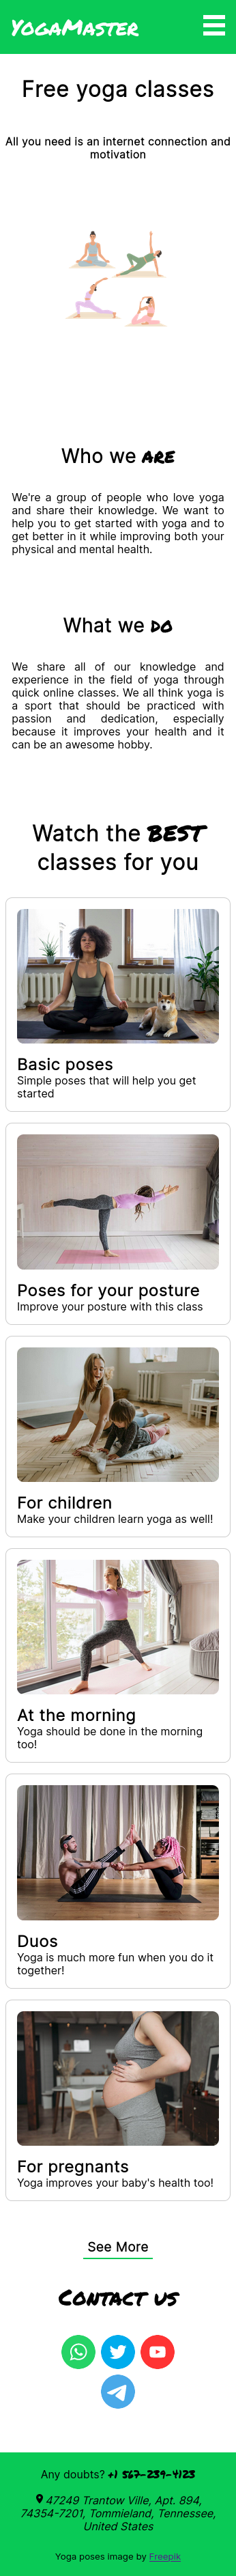 YogaMaster
Free yoga classes
All you need is an internet connection and
motivation
Who we are
We're a group of people who love yoga
and share their knowledge. We want to
help you to get started with yoga and to
get better in it while improving both your
physical and mental health.
What we do
We share all of our knowledge and
experience in the field of yoga through
quick online classes. We all think yoga is
a sport that should be practiced with
passion and dedication, especially
because it improves your health and it
can be an awesome hobby.
Watch the best
classes for you
Basic poses
Simple poses that will help you get
started
Poses for your posture
Improve your posture with this class
For children
Make your children learn yoga as well!
At the morning
Yoga should be done in the morning
too!
Duos
Yoga is much more fun when you do it
together!
For pregnants
Yoga improves your baby's health too!
See More
Contact us
Any doubts? +1 567-239-4123
47249 Trantow Ville, Apt. 894,
74354-7201, Tommieland, Tennessee,
United States
Yoga poses image by Freepik